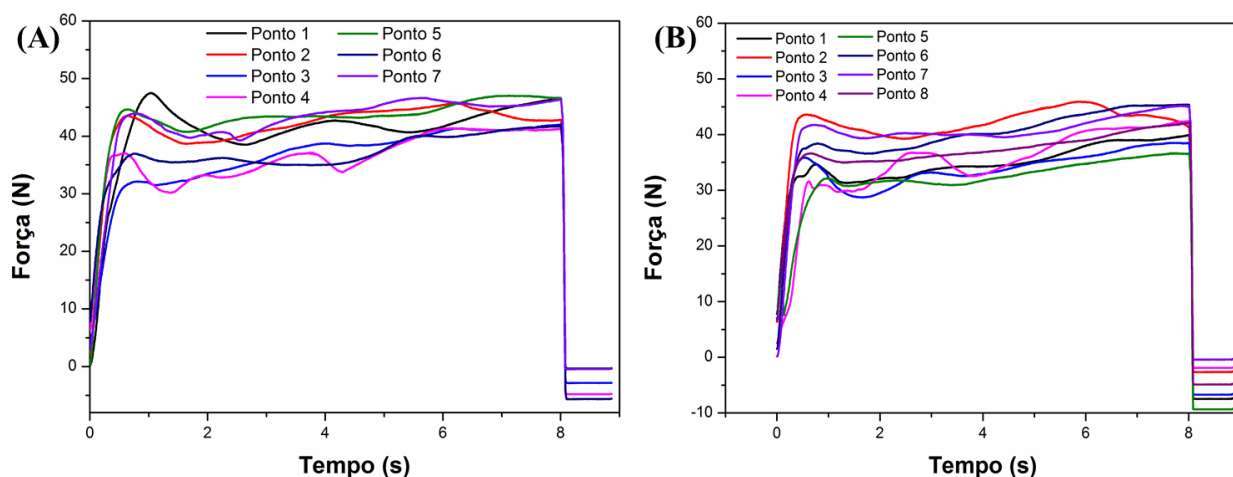 (A)
60
50
40
30
20
10
0
Força (N)
Ponto 1
Ponto 2
Ponto 3
Ponto 4
Ponto 5
Ponto 6
Ponto 7
0 2 4 6 8
Tempo (s)
(B)
60
50
40
30
20
10
0
-10
Força (N)
Ponto 1
Ponto 2
Ponto 3
Ponto 4
Ponto 5
Ponto 6
Ponto 7
Ponto 8
0 2 4 6 8
Tempo (s)